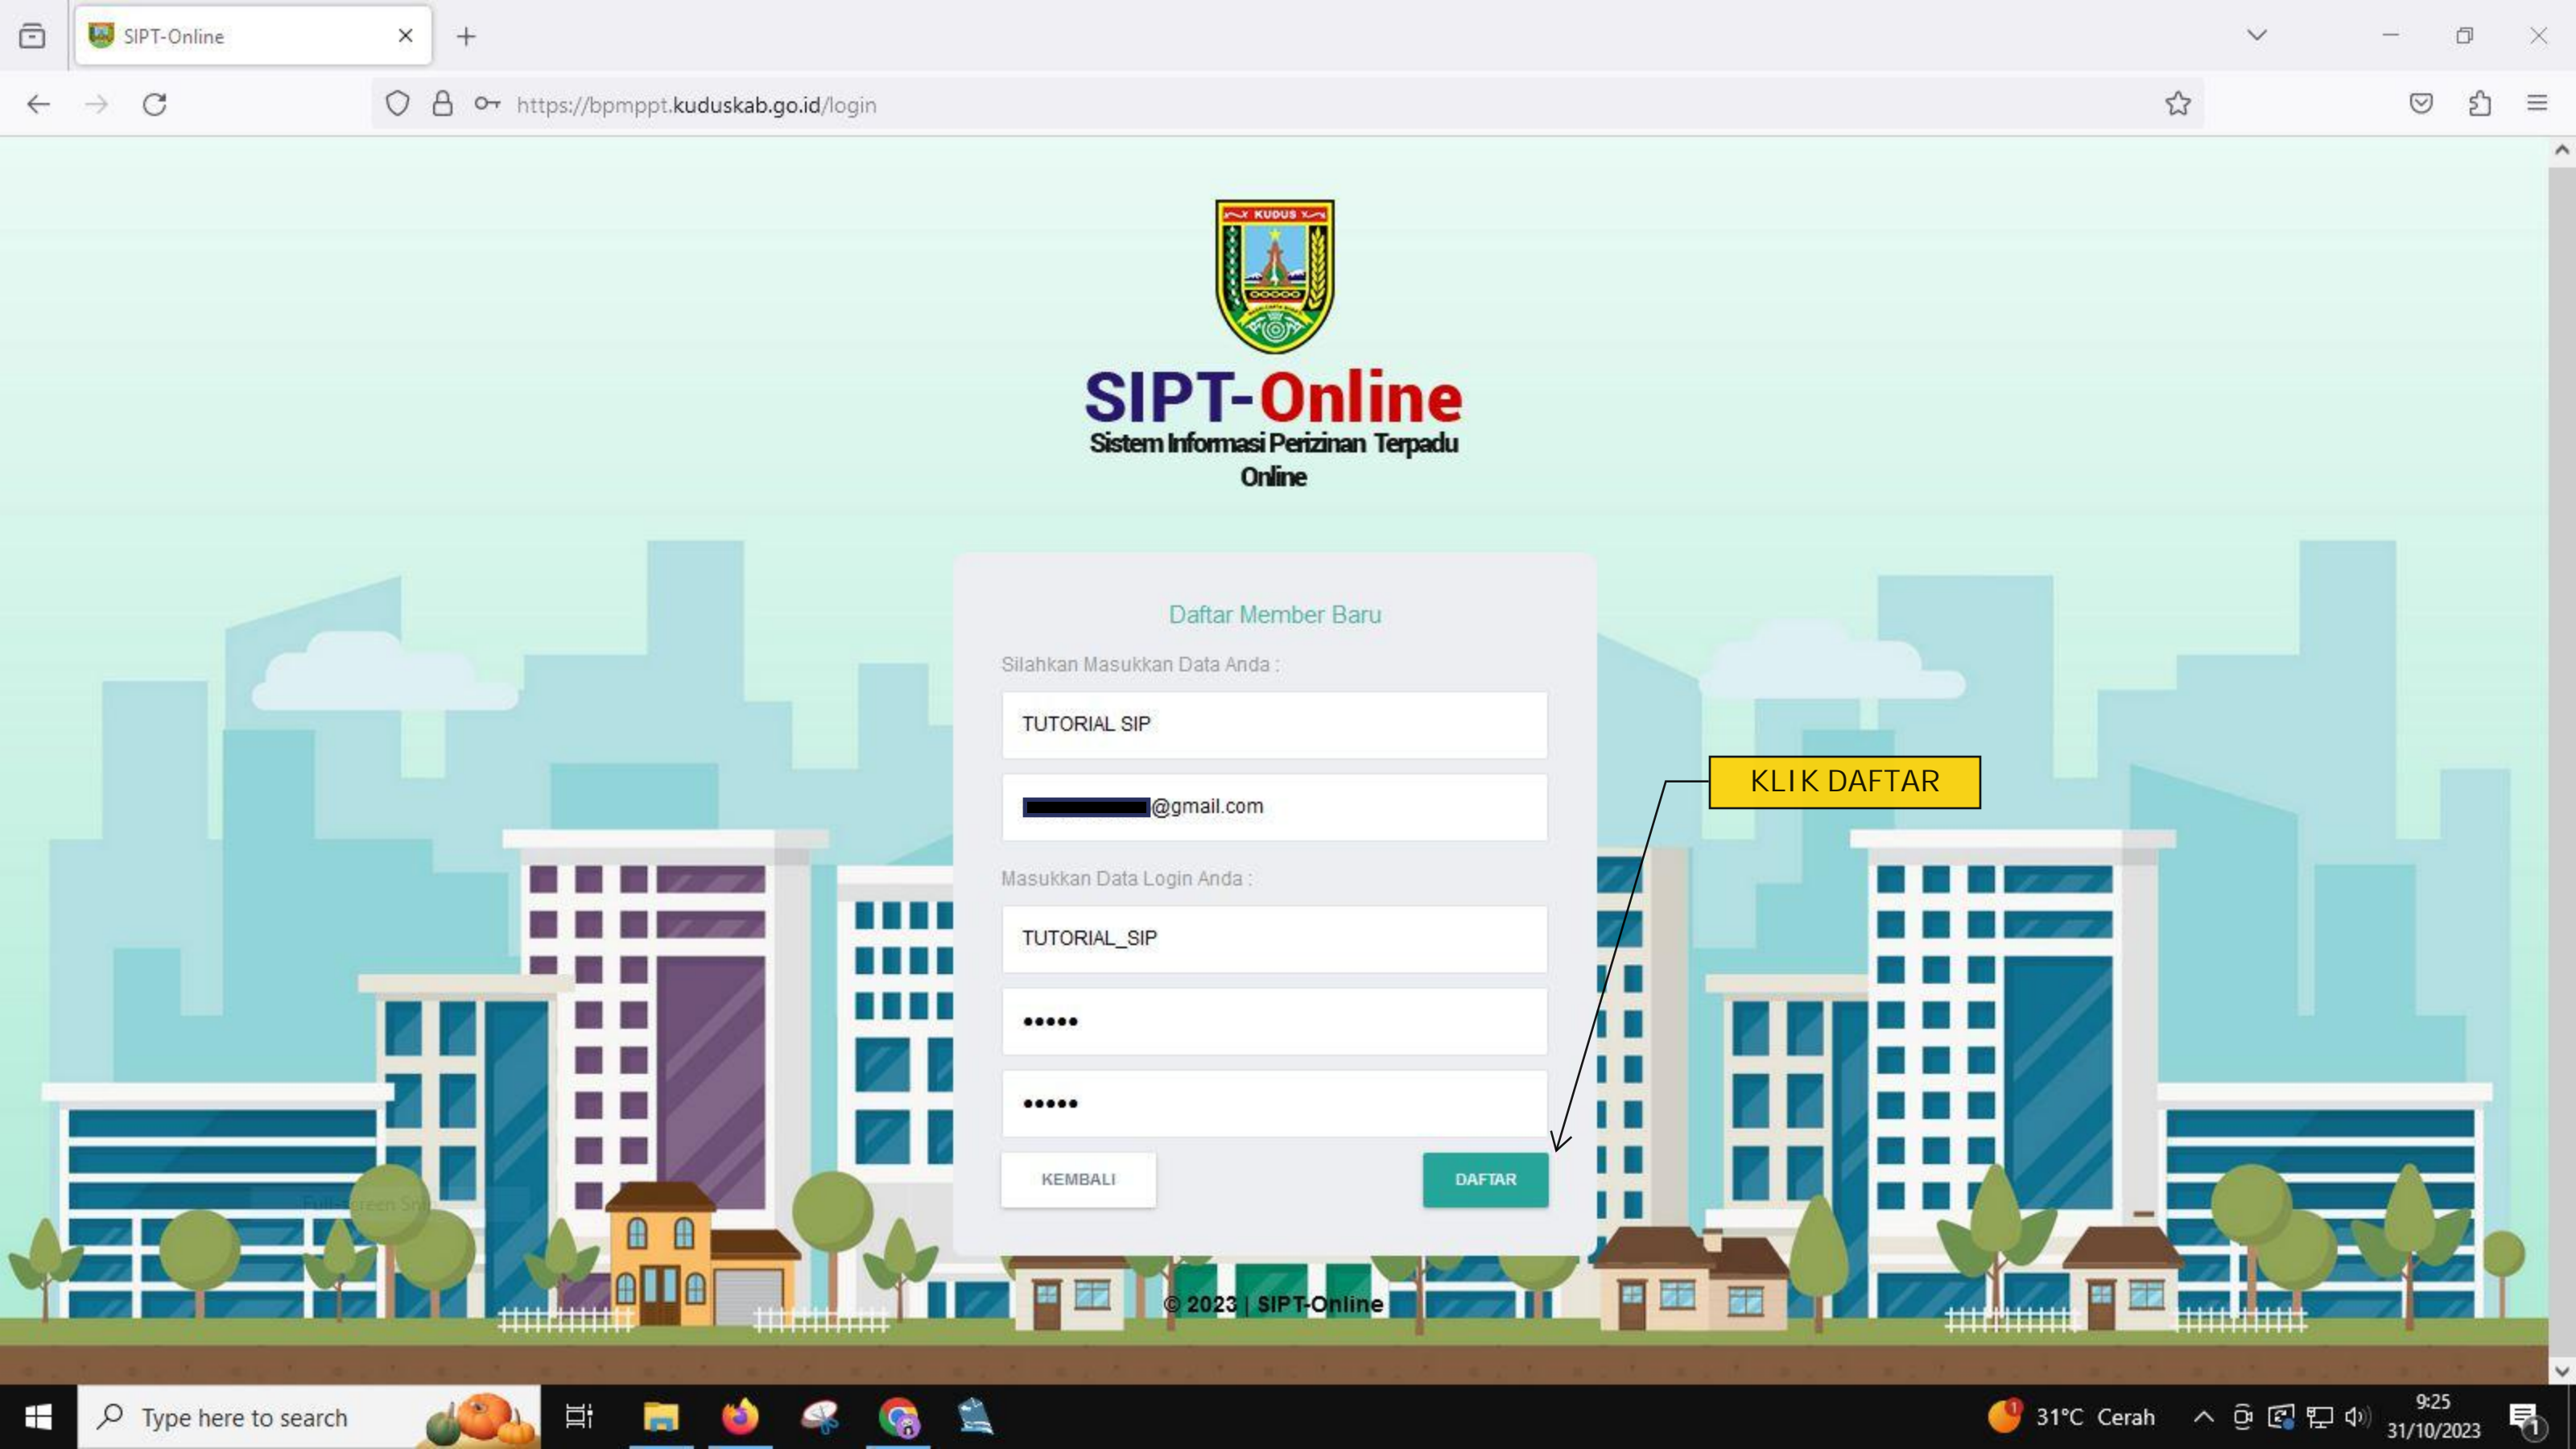 SIPT-Online
https://bpmppt.kuduskab.go.id/login
KUDUS
SIPT-Online
Sistem Informasi Perizinan Terpadu
Online
Daftar Member Baru
Silahkan Masukkan Data Anda :
TUTORIAL SIP
@gmail.com
KLIK DAFTAR
Masukkan Data Login Anda :
TUTORIAL_SIP
•••••
•••••
KEMBALI
DAFTAR
© 2023 | SIPT-Online
Type here to search
1
31°C Cerah
9:25
31/10/2023
1